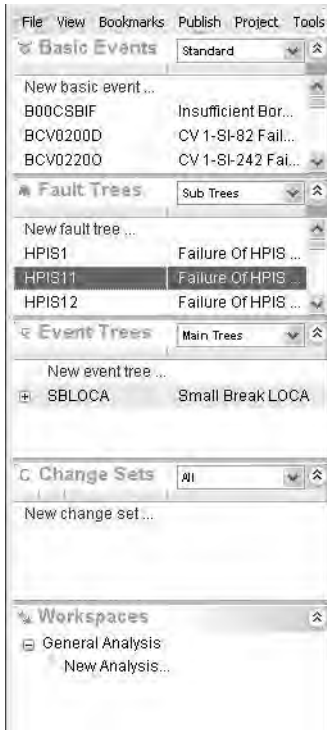 File View Bookmarks Publish Project Tools
Basic Events Standard
New basic event ...
B00CSBIF Insufficient Bor...
BCV0200D CV 1-SI-82 Fail...
BCV0220O CV 1-SI-242 Fai...
Fault Trees Sub Trees
New fault tree ...
HPIS1 Failure Of HPIS ...
HPIS11 Failure Of HPIS ...
HPIS12 Failure Of HPIS ...
Event Trees Main Trees
New event tree ...
SBLOCA Small Break LOCA
Change Sets All
New change set ...
Workspaces
General Analysis
New Analysis...